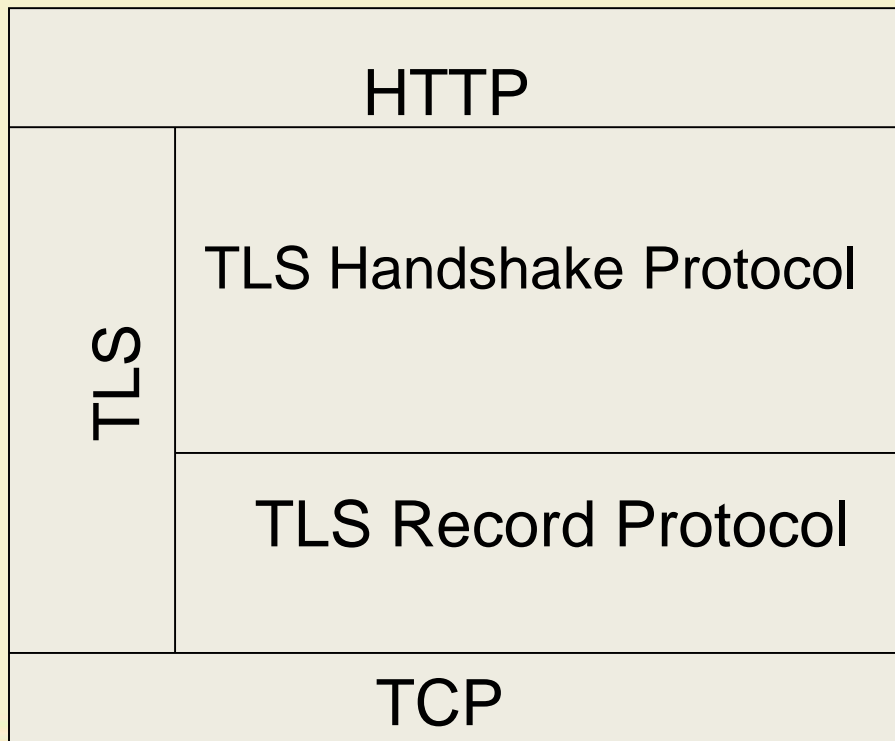 HTTP
TLS
TLS Handshake Protocol
TLS Record Protocol
TCP